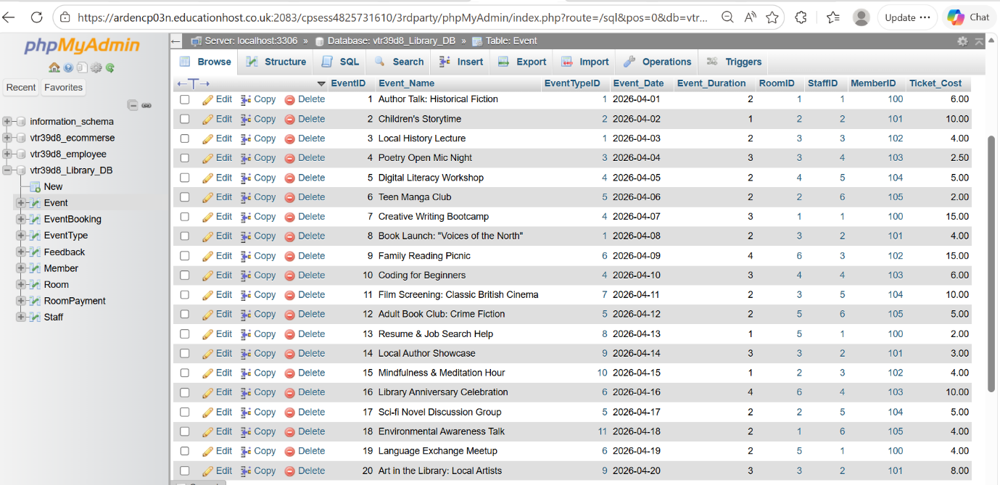 https://ardencp03n.educationhost.co.uk:2083/cpsess4825731610/3rdparty/phpMyAdmin/index.php?route=/sql&pos=0&db=vtr... Update Chat
phpMyAdmin
Recent Favorites
information_schema
vtr39d8_ecommerse
vtr39d8_employee
vtr39d8_Library_DB
New
Event
EventBooking
EventType
Feedback
Member
Room
RoomPayment
Staff
Server: localhost:3306 » Database: vtr39d8_Library_DB » Table: Event
Browse Structure SQL Search Insert Export Import Operations Triggers
EventID Event_Name EventTypeID Event_Date Event_Duration RoomID StaffID MemberID Ticket_Cost
Edit Copy Delete 1 Author Talk: Historical Fiction 1 2026-04-01 2 1 1 100 6.00
Edit Copy Delete 2 Children's Storytime 2 2026-04-02 1 2 2 101 10.00
Edit Copy Delete 3 Local History Lecture 1 2026-04-03 2 3 3 102 4.00
Edit Copy Delete 4 Poetry Open Mic Night 3 2026-04-04 3 3 4 103 2.50
Edit Copy Delete 5 Digital Literacy Workshop 4 2026-04-05 2 4 5 104 5.00
Edit Copy Delete 6 Teen Manga Club 5 2026-04-06 2 2 6 105 2.00
Edit Copy Delete 7 Creative Writing Bootcamp 4 2026-04-07 3 1 1 100 15.00
Edit Copy Delete 8 Book Launch: "Voices of the North" 1 2026-04-08 2 3 2 101 4.00
Edit Copy Delete 9 Family Reading Picnic 6 2026-04-09 4 6 3 102 15.00
Edit Copy Delete 10 Coding for Beginners 4 2026-04-10 3 4 4 103 6.00
Edit Copy Delete 11 Film Screening: Classic British Cinema 7 2026-04-11 2 3 5 104 10.00
Edit Copy Delete 12 Adult Book Club: Crime Fiction 5 2026-04-12 2 5 6 105 5.00
Edit Copy Delete 13 Resume & Job Search Help 8 2026-04-13 1 5 1 100 2.00
Edit Copy Delete 14 Local Author Showcase 9 2026-04-14 3 3 2 101 3.00
Edit Copy Delete 15 Mindfulness & Meditation Hour 10 2026-04-15 1 2 3 102 4.00
Edit Copy Delete 16 Library Anniversary Celebration 6 2026-04-16 4 6 4 103 10.00
Edit Copy Delete 17 Sci-fi Novel Discussion Group 5 2026-04-17 2 2 5 104 5.00
Edit Copy Delete 18 Environmental Awareness Talk 11 2026-04-18 2 1 6 105 4.00
Edit Copy Delete 19 Language Exchange Meetup 6 2026-04-19 2 5 1 100 4.00
Edit Copy Delete 20 Art in the Library: Local Artists 9 2026-04-20 3 3 2 101 8.00